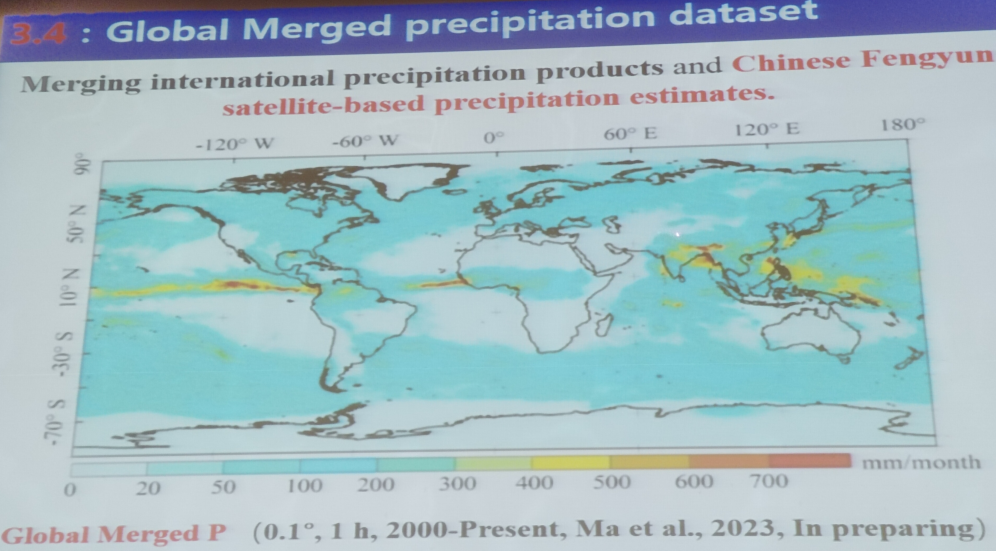 3.4 : Global Merged precipitation dataset
Merging international precipitation products and Chinese Fengyun
satellite-based precipitation estimates.
-120° W -60° W 0° 60° E 120° E 180°
90°
50° N
10° N
-30° S
-70° S
0 20 50 100 200 300 400 500 600 700 mm/month
Global Merged P (0.1°, 1 h, 2000-Present, Ma et al., 2023, In preparing)